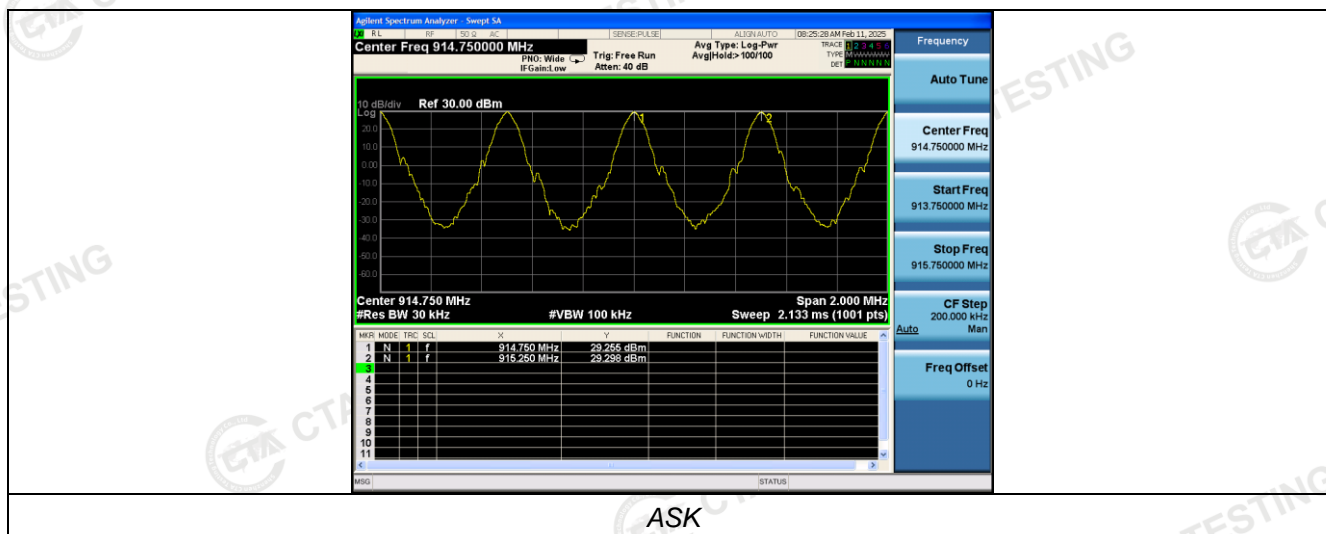 Agilent Spectrum Analyzer - Swept SA
RL RF 50 Ω AC SENSE:PULSE ALIGN AUTO 08:25:28 AM Feb 11, 2025
Center Freq 914.750000 MHz
PNO: Wide
IFGain:Low
Trig: Free Run
Atten: 40 dB
Avg Type: Log-Pwr
Avg|Hold:>100/100
TRACE 1 2 3 4 5 6
TYPE MWWWWW
DET P N N N N N
10 dB/div Ref 30.00 dBm
Log
20.0
10.0
0.00
-10.0
-20.0
-30.0
-40.0
-50.0
-60.0
1
2
Center 914.750 MHz Span 2.000 MHz
#Res BW 30 kHz #VBW 100 kHz Sweep 2.133 ms (1001 pts)
MKR MODE TRC SCL X Y FUNCTION FUNCTION WIDTH FUNCTION VALUE
1 N 1 f 914.750 MHz 29.255 dBm
2 N 1 f 915.250 MHz 29.298 dBm
3
4
5
6
7
8
9
10
11
MSG STATUS
Frequency
Auto Tune
Center Freq
914.750000 MHz
Start Freq
913.750000 MHz
Stop Freq
915.750000 MHz
CF Step
200.000 kHz
Auto Man
Freq Offset
0 Hz
ASK
TESTING
CTA
ESTING
CTA CTA
TESTING